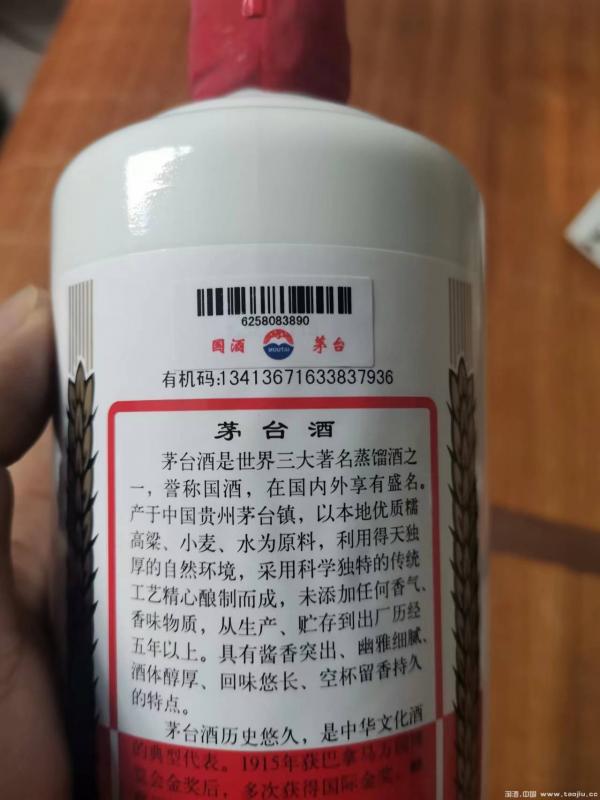 6258083890
国酒 MOUTAI 茅台
有机码:13413671633837936
茅台酒
茅台酒是世界三大著名蒸馏酒之
一，誉称国酒，在国内外享有盛名。
产于中国贵州茅台镇，以本地优质糯
高粱、小麦、水为原料，利用得天独
厚的自然环境，采用科学独特的传统
工艺精心酿制而成，未添加任何香气、
香味物质，从生产、贮存到出厂历经
五年以上。具有酱香突出、幽雅细腻、
酒体醇厚、回味悠长、空杯留香持久
的特点。
茅台酒历史悠久，是中华文化酒
的典型代表。1915年获巴拿马万国博
览会金奖后，多次获得国际金奖，
淘酒.中国 www.taojiu.cc